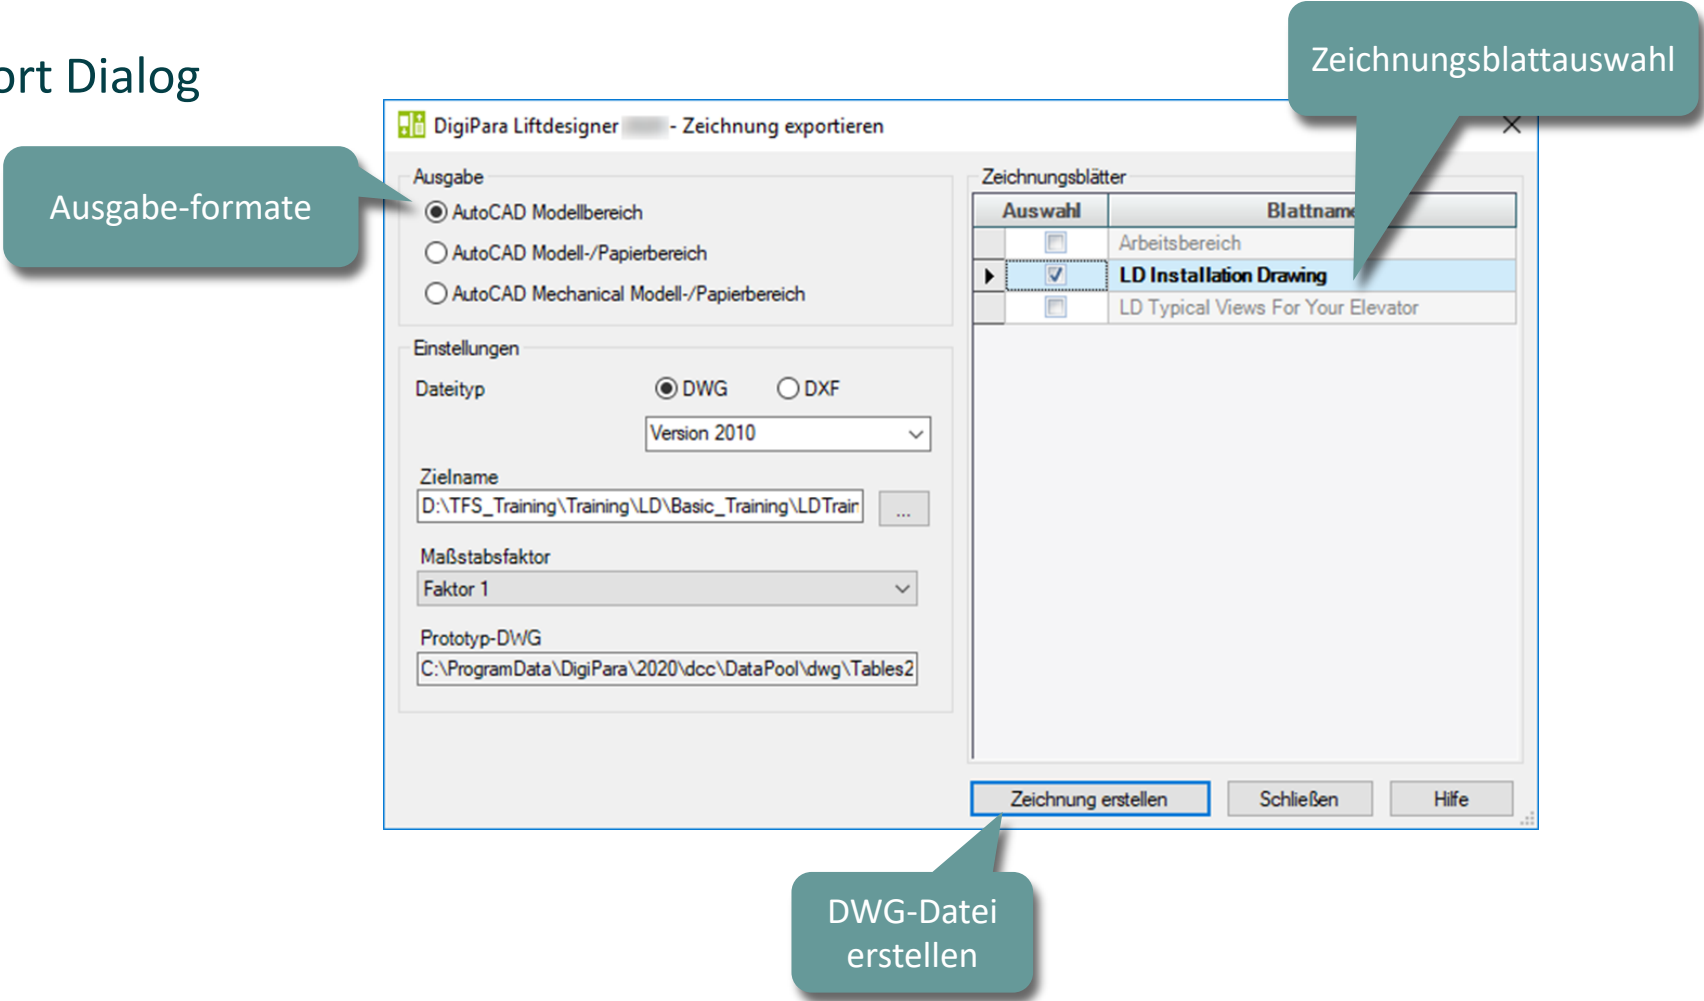 ort Dialog
Zeichnungsblattauswahl
Ausgabe-formate
DigiPara Liftdesigner - Zeichnung exportieren
Ausgabe
AutoCAD Modellbereich
AutoCAD Modell-/Papierbereich
AutoCAD Mechanical Modell-/Papierbereich
Einstellungen
Dateityp
DWG
DXF
Version 2010
Zielname
D:\TFS_Training\Training\LD\Basic_Training\LDTrain
...
Maßstabsfaktor
Faktor 1
Prototyp-DWG
C:\ProgramData\DigiPara\2020\dcc\DataPool\dwg\Tables2
Zeichnungsblätter
Auswahl
Blattname
Arbeitsbereich
LD Installation Drawing
LD Typical Views For Your Elevator
Zeichnung erstellen
Schließen
Hilfe
DWG-Datei
erstellen